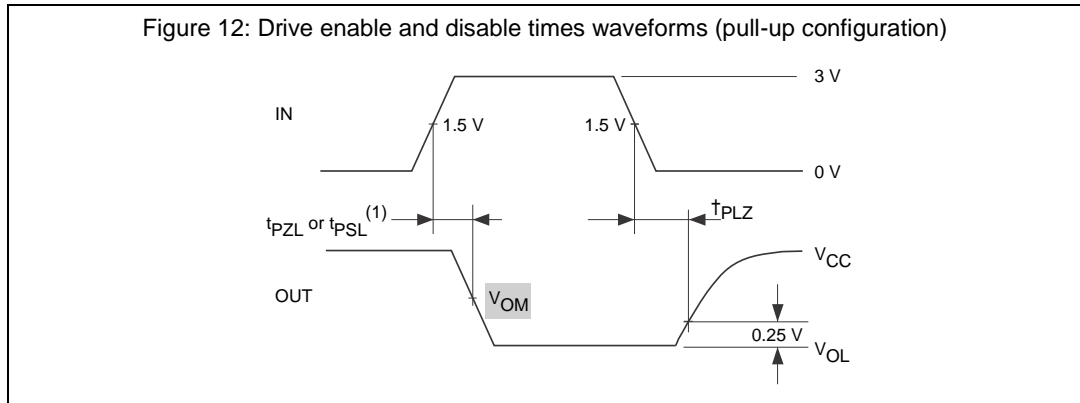 Figure 12: Drive enable and disable times waveforms (pull-up configuration)
3 V
IN
1.5 V
1.5 V
0 V
tPZL or tPSL(1)
†PLZ
VCC
OUT
VOM
0.25 V
VOL